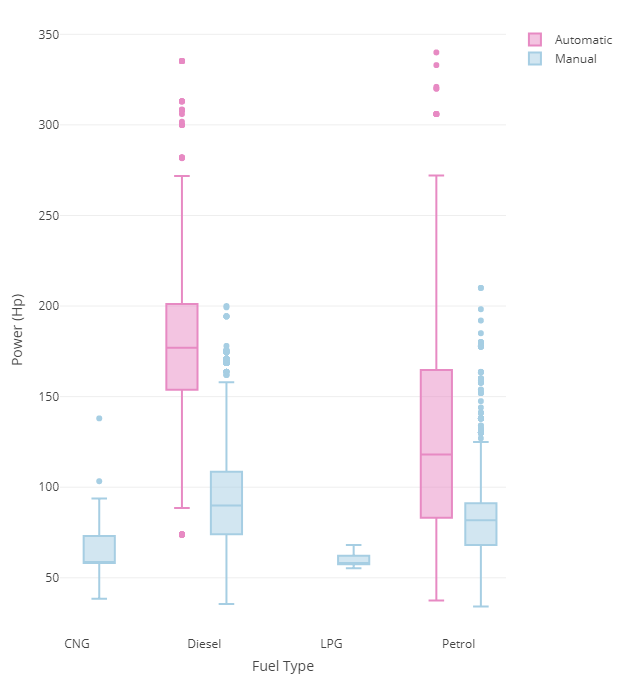 350
300
250
200
150
100
50
Power (Hp)
CNG
Diesel
LPG
Petrol
Fuel Type
Automatic
Manual